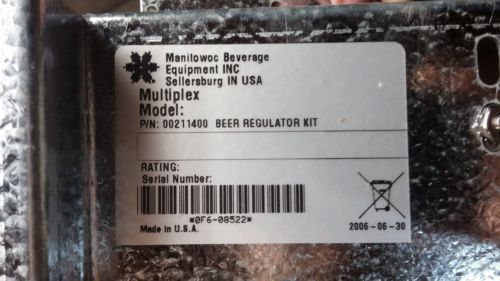 Manitowoc Beverage
Equipment INC
Sellersburg IN USA
Multiplex
Model:
P/N: 00211400 BEER REGULATOR KIT
RATING:
Serial Number:
*0F6-08522*
Made in U.S.A.
2006-06-30